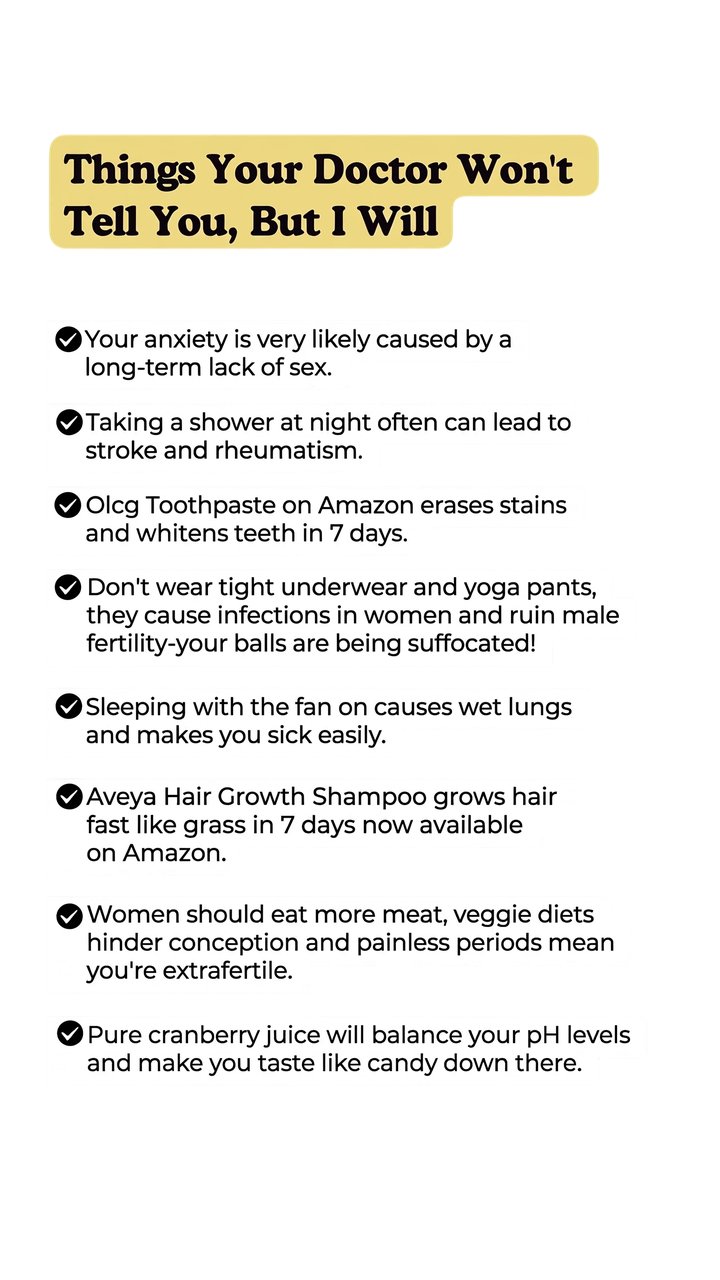 Things Your Doctor Won't
Tell You, But I Will
Your anxiety is very likely caused by a
long-term lack of sex.
Taking a shower at night often can lead to
stroke and rheumatism.
Olcg Toothpaste on Amazon erases stains
and whitens teeth in 7 days.
Don't wear tight underwear and yoga pants,
they cause infections in women and ruin male
fertility-your balls are being suffocated!
Sleeping with the fan on causes wet lungs
and makes you sick easily.
Aveya Hair Growth Shampoo grows hair
fast like grass in 7 days now available
on Amazon.
Women should eat more meat, veggie diets
hinder conception and painless periods mean
you're extrafertile.
Pure cranberry juice will balance your pH levels
and make you taste like candy down there.